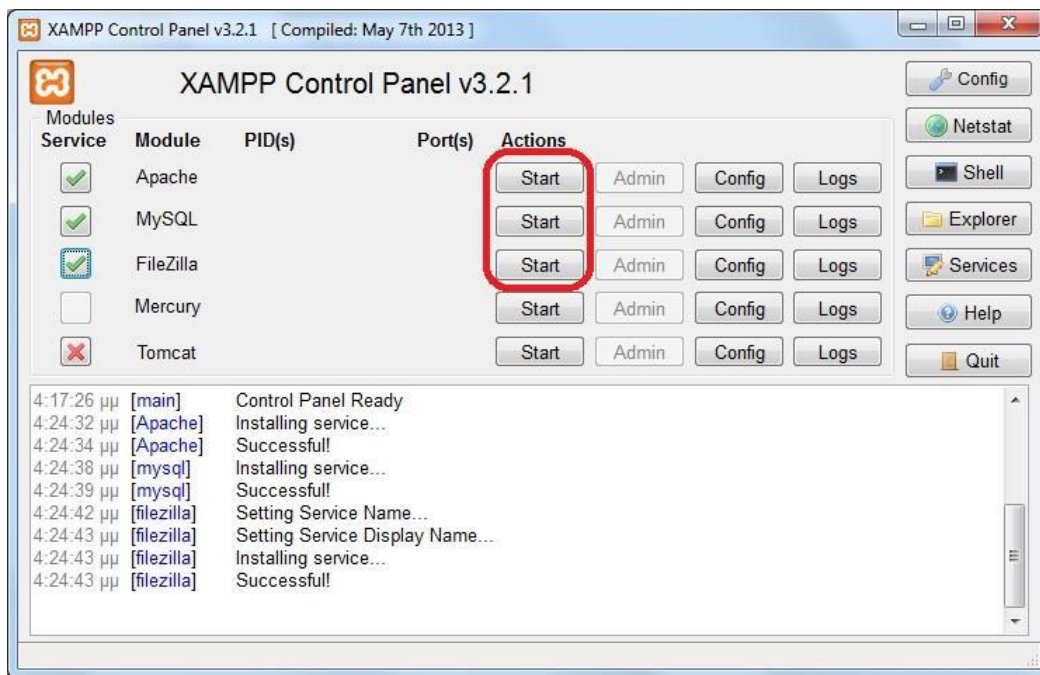 XAMPP Control Panel v3.2.1 [ Compiled: May 7th 2013 ]
XAMPP Control Panel v3.2.1
Config
Modules
Netstat
Service Module PID(s) Port(s) Actions
Apache Start Admin Config Logs
Shell
MySQL Start Admin Config Logs
Explorer
FileZilla Start Admin Config Logs
Services
Mercury Start Admin Config Logs
Help
Tomcat Start Admin Config Logs
Quit
4:17:26 μμ [main] Control Panel Ready
4:24:32 μμ [Apache] Installing service...
4:24:34 μμ [Apache] Successful!
4:24:38 μμ [mysql] Installing service...
4:24:39 μμ [mysql] Successful!
4:24:42 μμ [filezilla] Setting Service Name...
4:24:43 μμ [filezilla] Setting Service Display Name...
4:24:43 μμ [filezilla] Installing service...
4:24:43 μμ [filezilla] Successful!